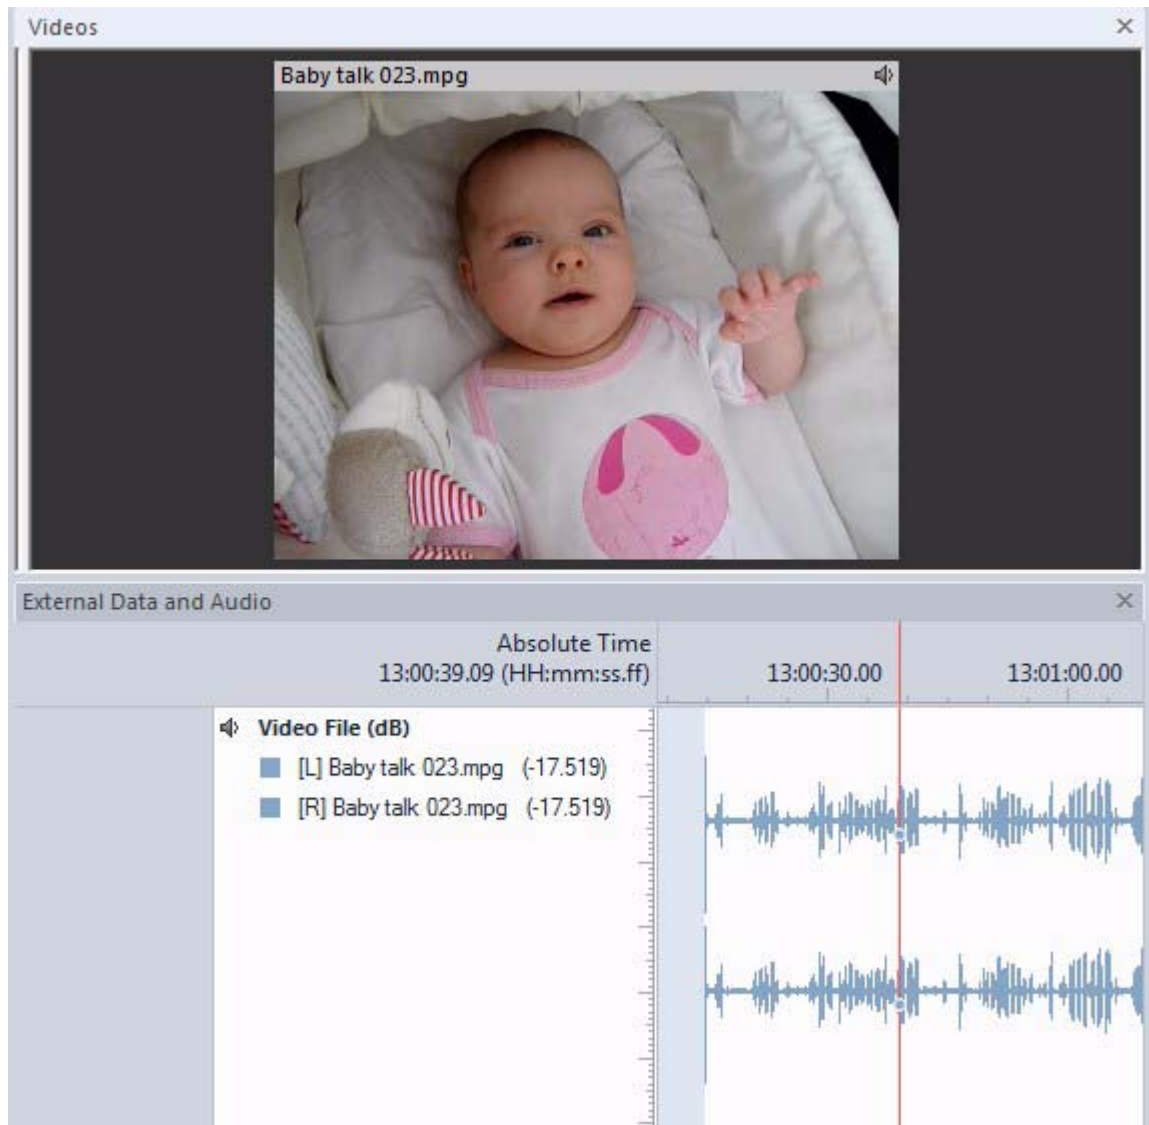 Videos
Baby talk 023.mpg
External Data and Audio
Absolute Time
13:00:39.09 (HH:mm:ss.ff)
13:00:30.00
13:01:00.00
Video File (dB)
[L] Baby talk 023.mpg (-17.519)
[R] Baby talk 023.mpg (-17.519)